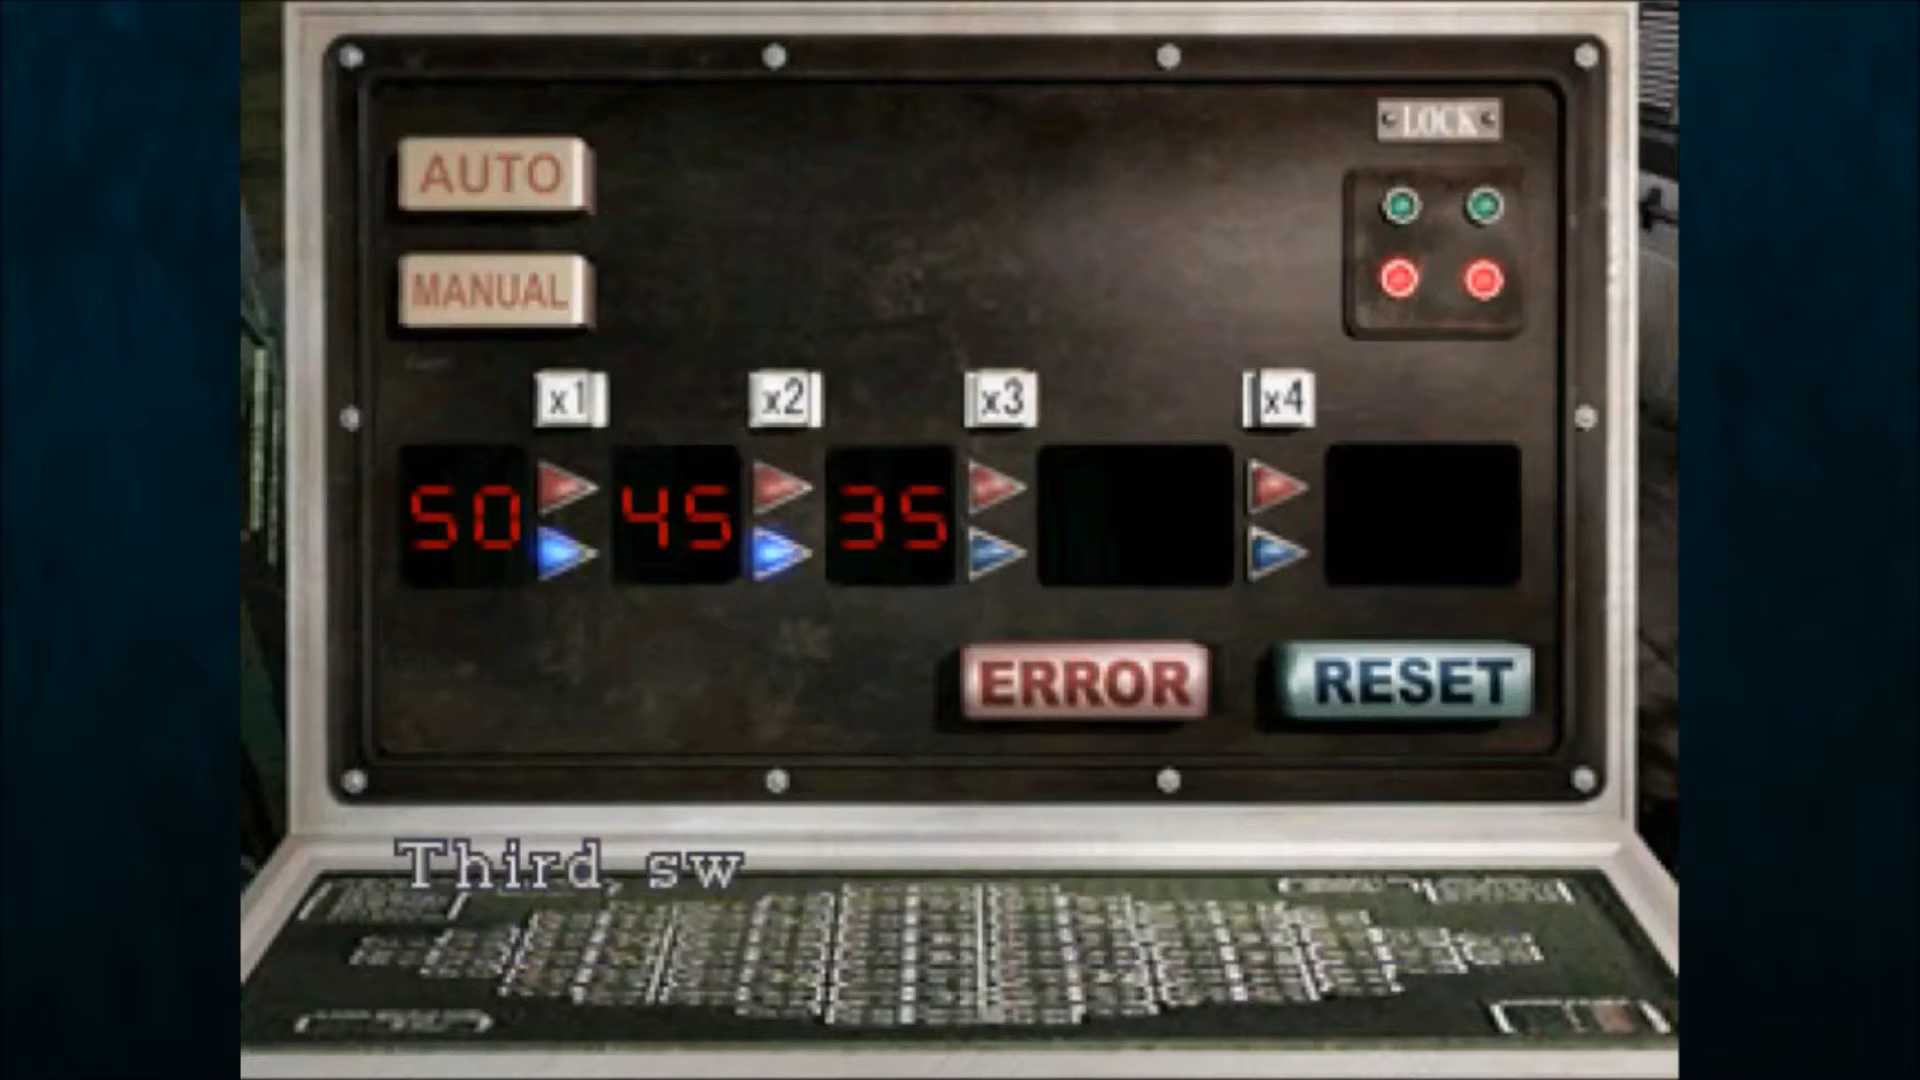 LOCK
AUTO
MANUAL
x1 x2 x3 x4
50 45 35
ERROR RESET
Third sw